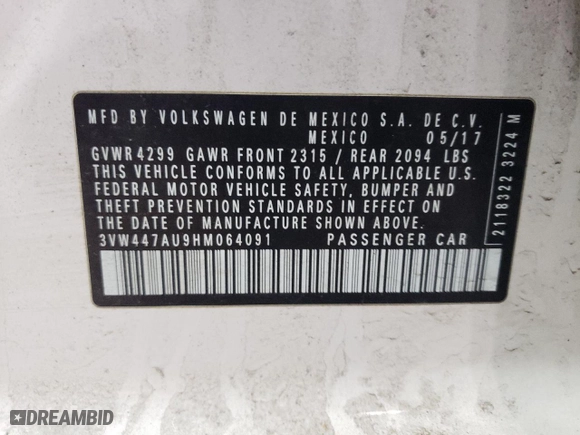 MFD BY VOLKSWAGEN DE MEXICO S.A. DE C.V.
MEXICO 05/17
GVWR 4299 GAWR FRONT 2315 / REAR 2094 LBS
THIS VEHICLE CONFORMS TO ALL APPLICABLE U.S.
FEDERAL MOTOR VEHICLE SAFETY, BUMPER AND
THEFT PREVENTION STANDARDS IN EFFECT ON
THE DATE OF MANUFACTURE SHOWN ABOVE.
3VW447AU9HM064091 PASSENGER CAR
2118322 3224 M
DREAMBID